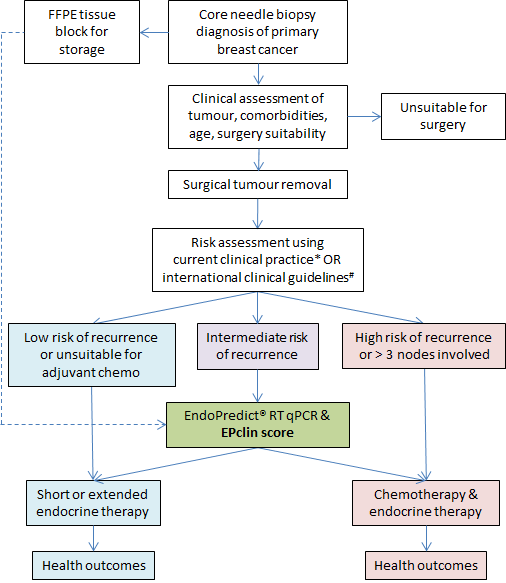 FFPE tissue
block for
storage
Core needle biopsy
diagnosis of primary
breast cancer
Clinical assessment of
tumour, comorbidities,
age, surgery suitability
Unsuitable for
surgery
Surgical tumour removal
Risk assessment using
current clinical practice* OR
international clinical guidelines#
Low risk of recurrence
or unsuitable for
adjuvant chemo
Intermediate risk
of recurrence
High risk of recurrence
or > 3 nodes involved
EndoPredict® RT qPCR &
EPclin score
Short or extended
endocrine therapy
Chemotherapy &
endocrine therapy
Health outcomes
Health outcomes